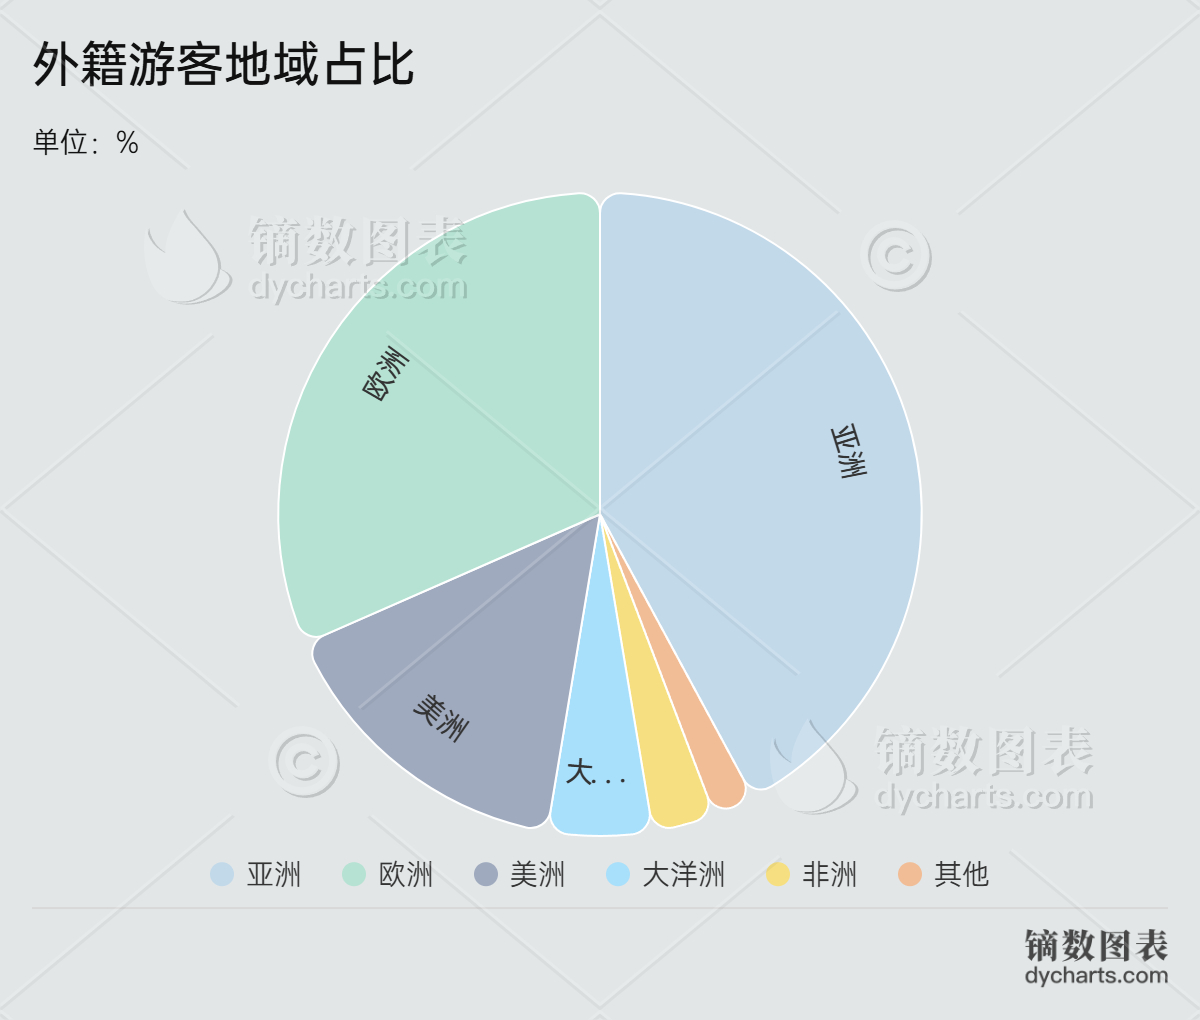 外籍游客地域占比
单位：%
镝数图表
dycharts.com
©
欧洲
亚洲
美洲
大...
©
镝数图表
dycharts.com
亚洲 欧洲 美洲 大洋洲 非洲 其他
镝数图表
dycharts.com